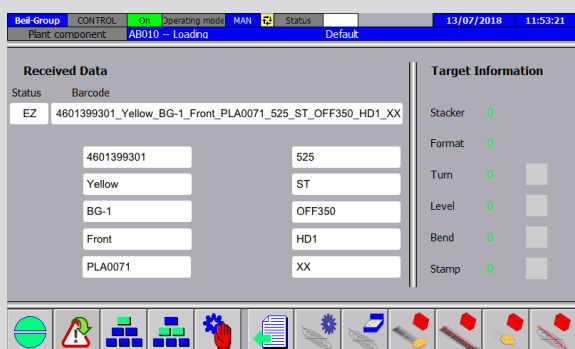 Beil-Group CONTROL On Operating mode MAN Status 13/07/2018 11:53:21
Plant component AB010 -- Loading Default
Received Data Target Information
Status Barcode
EZ 4601399301_Yellow_BG-1_Front_PLA0071_525_ST_OFF350_HD1_XX Stacker 0
Format 0
4601399301 525
Turn 0
Yellow ST
BG-1 OFF350 Level 0
Front HD1 Bend 0
PLA0071 XX Stamp 0